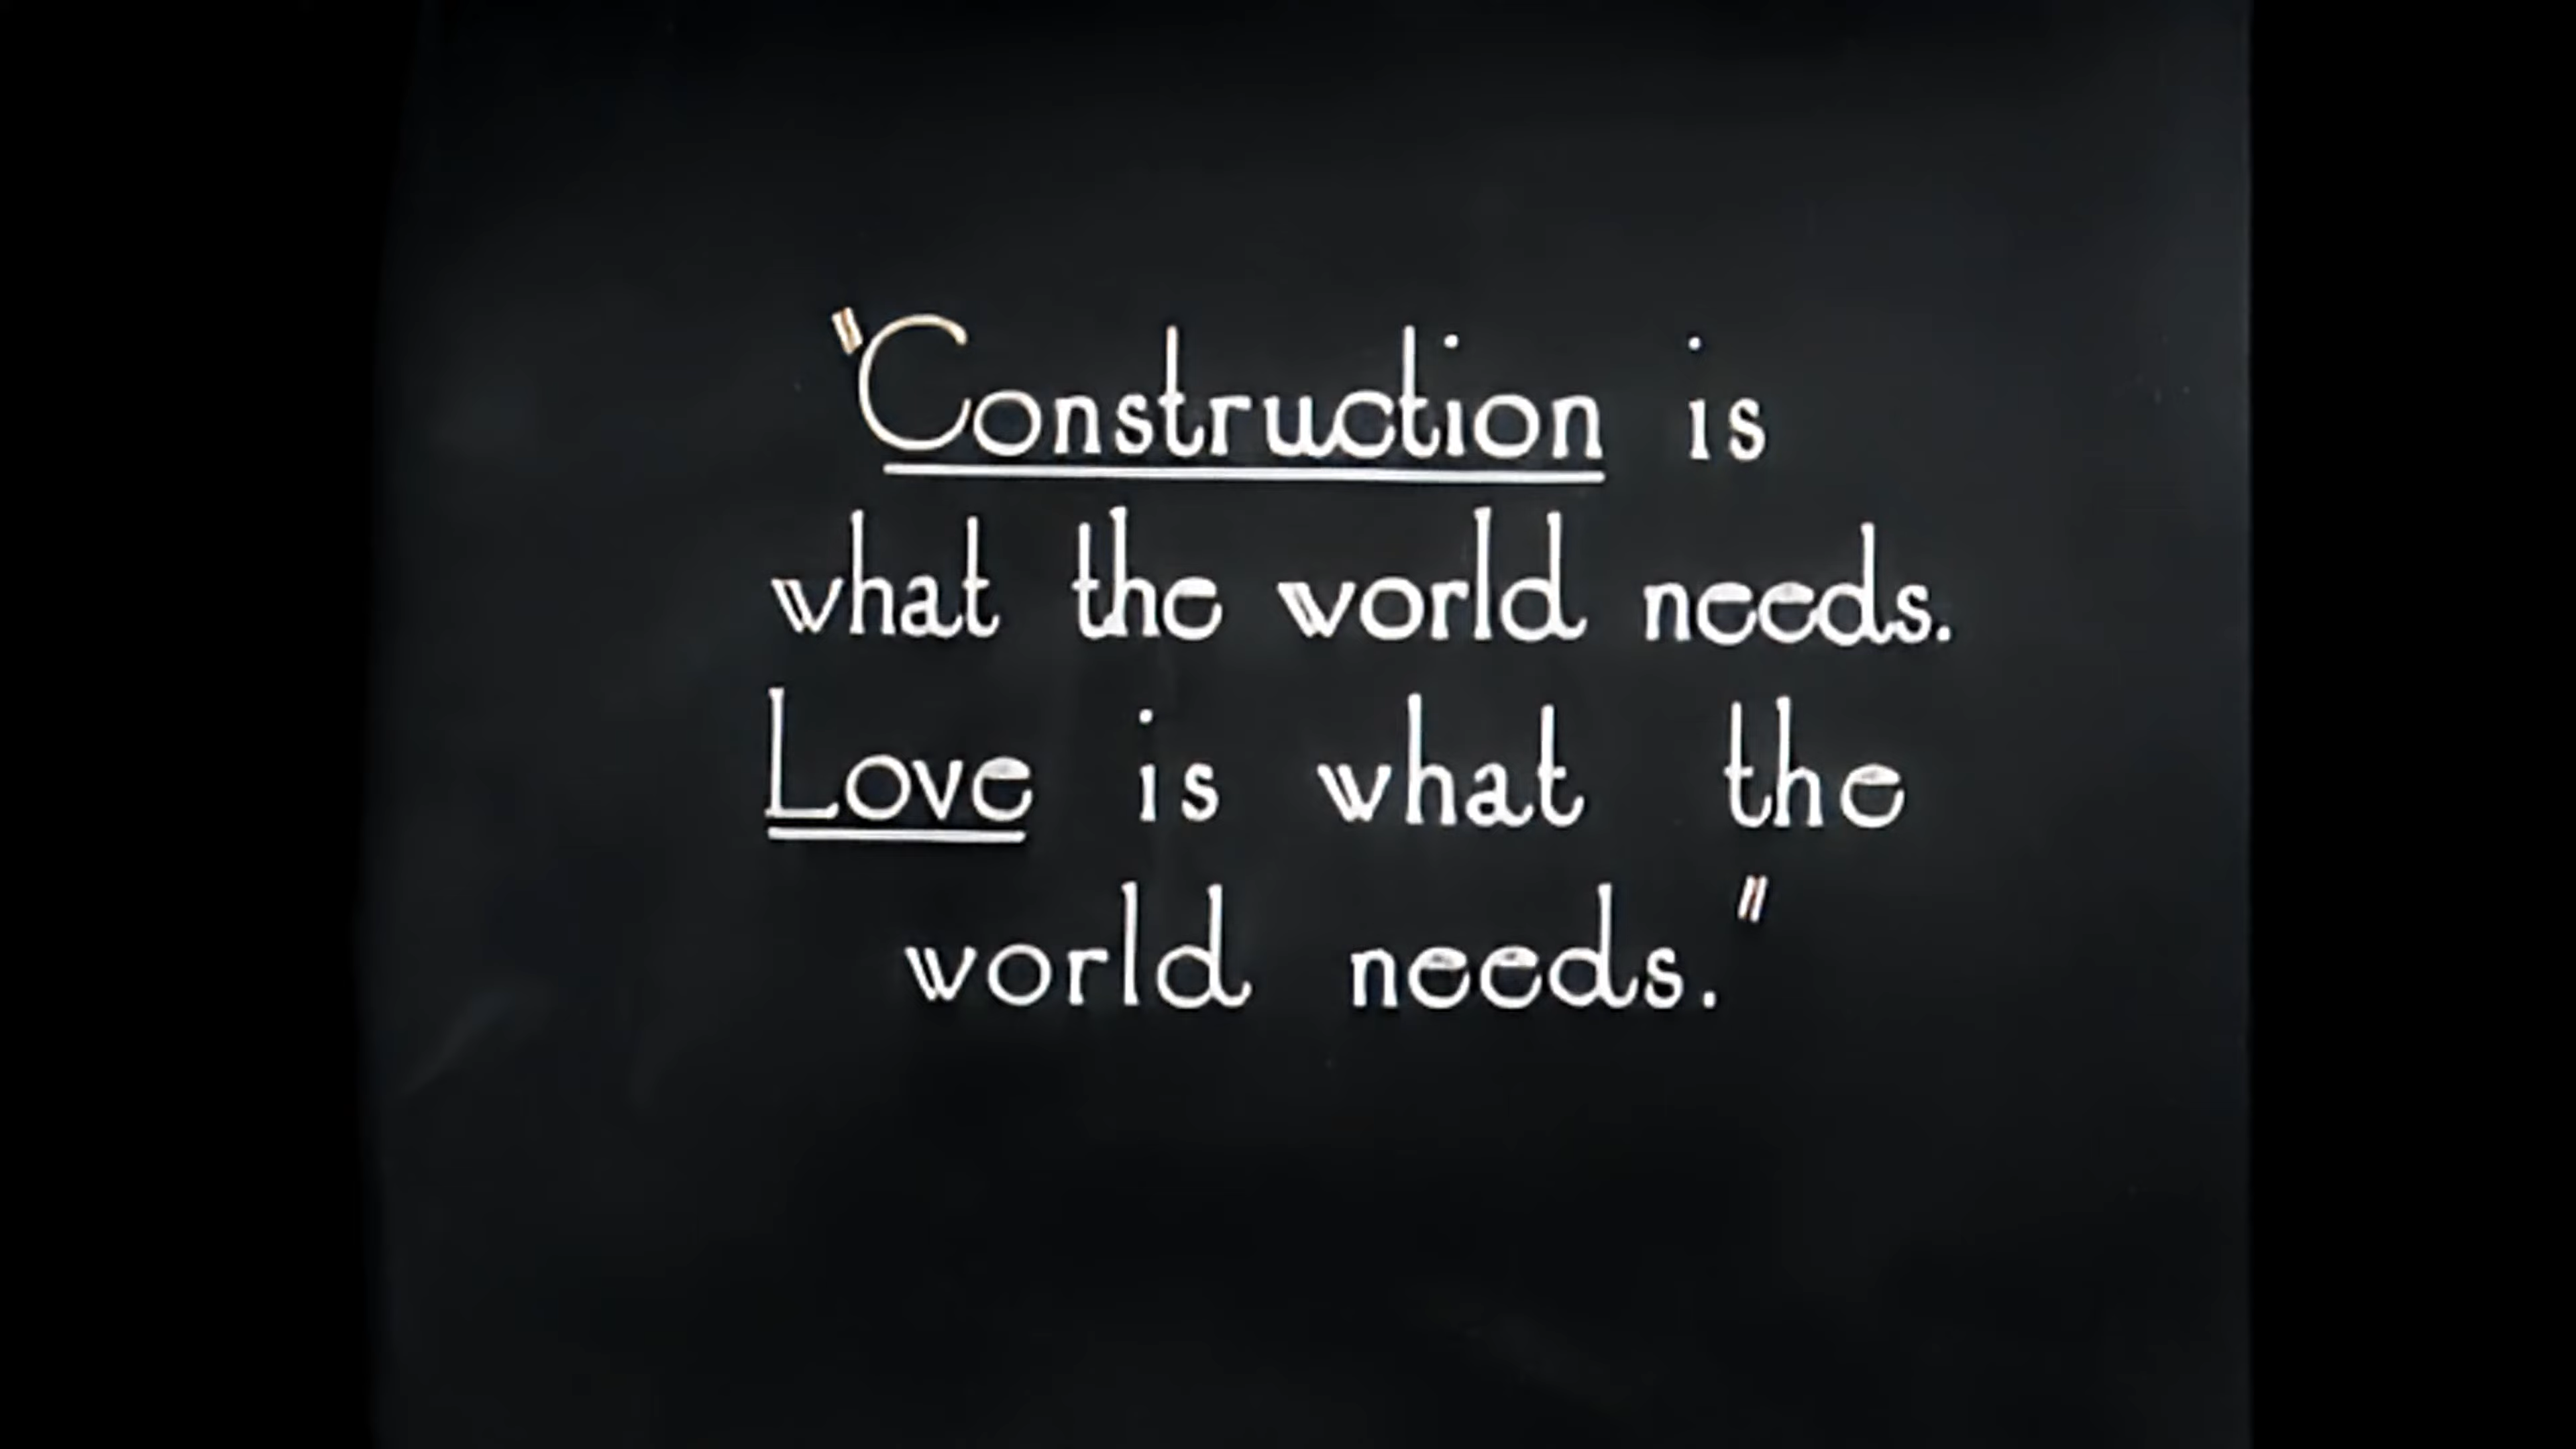 "Construction is
what the world needs.
Love is what the
world needs."